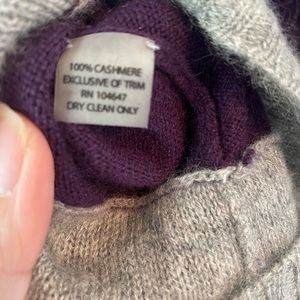 100% CASHMERE
EXCLUSIVE OF TRIM
RN 104647
DRY CLEAN ONLY